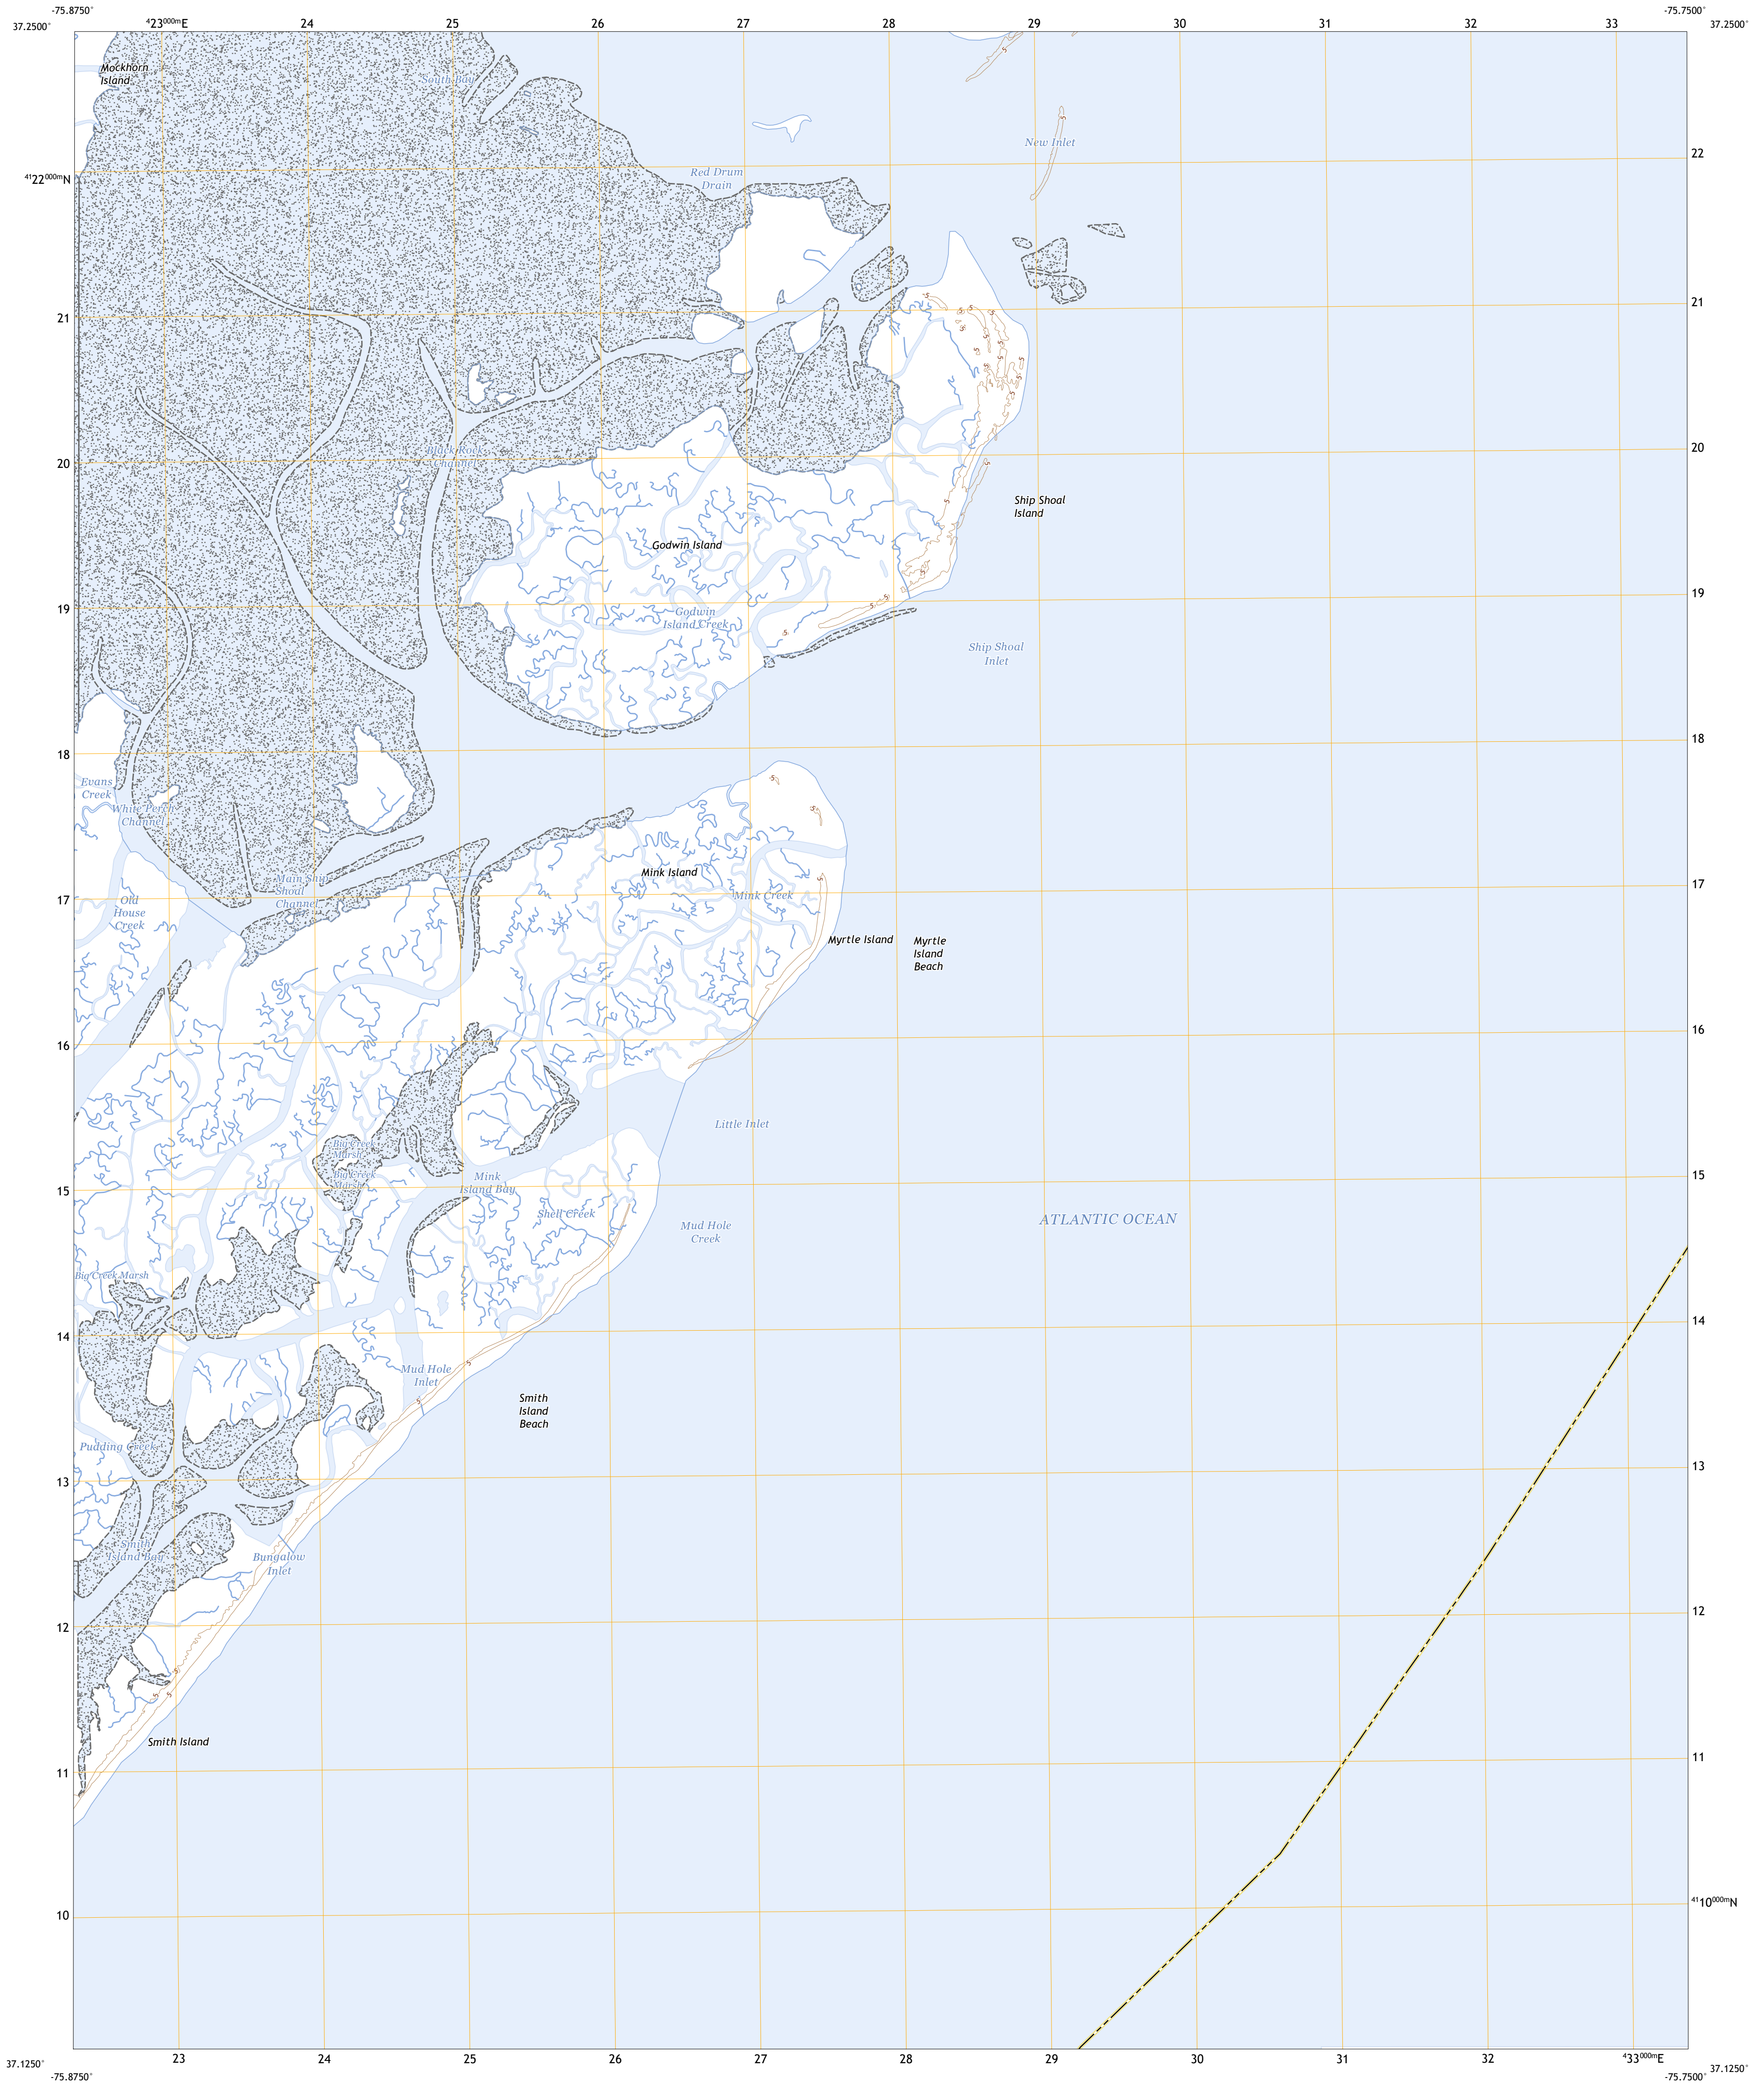 -75.8750°
-75.7500°
37.2500°
⁴23⁰⁰⁰ᵐE
24
25
26
27
28
29
30
31
32
33
37.2500°
Mockhorn
Island
South Bay
5
5
New Inlet
22
⁴¹22⁰⁰⁰ᵐN
Red Drum
Drain
21
21
20
20
Black Rock
Channel
Ship Shoal
Island
Godwin Island
19
19
Godwin
Island Creek
Ship Shoal
Inlet
18
18
Evans
Creek
White Perch
Channel
Main Ship
Shoal
Channel
Mink Island
Mink Creek
17
17
Old
House
Creek
Myrtle Island
Myrtle
Island
Beach
16
16
Little Inlet
Big Creek
Marsh
Big Creek
Marsh
Mink
Island Bay
15
15
Shell Creek
Mud Hole
Creek
ATLANTIC OCEAN
Big Creek Marsh
14
14
Mud Hole
Inlet
Smith
Island
Beach
Pudding Creek
13
13
Smith
Island Bay
Bungalow
Inlet
12
12
Smith Island
11
11
10
⁴¹10⁰⁰⁰ᵐN
37.1250°
23
24
25
26
27
28
29
30
31
32
⁴33⁰⁰⁰ᵐE
37.1250°
-75.8750°
-75.7500°